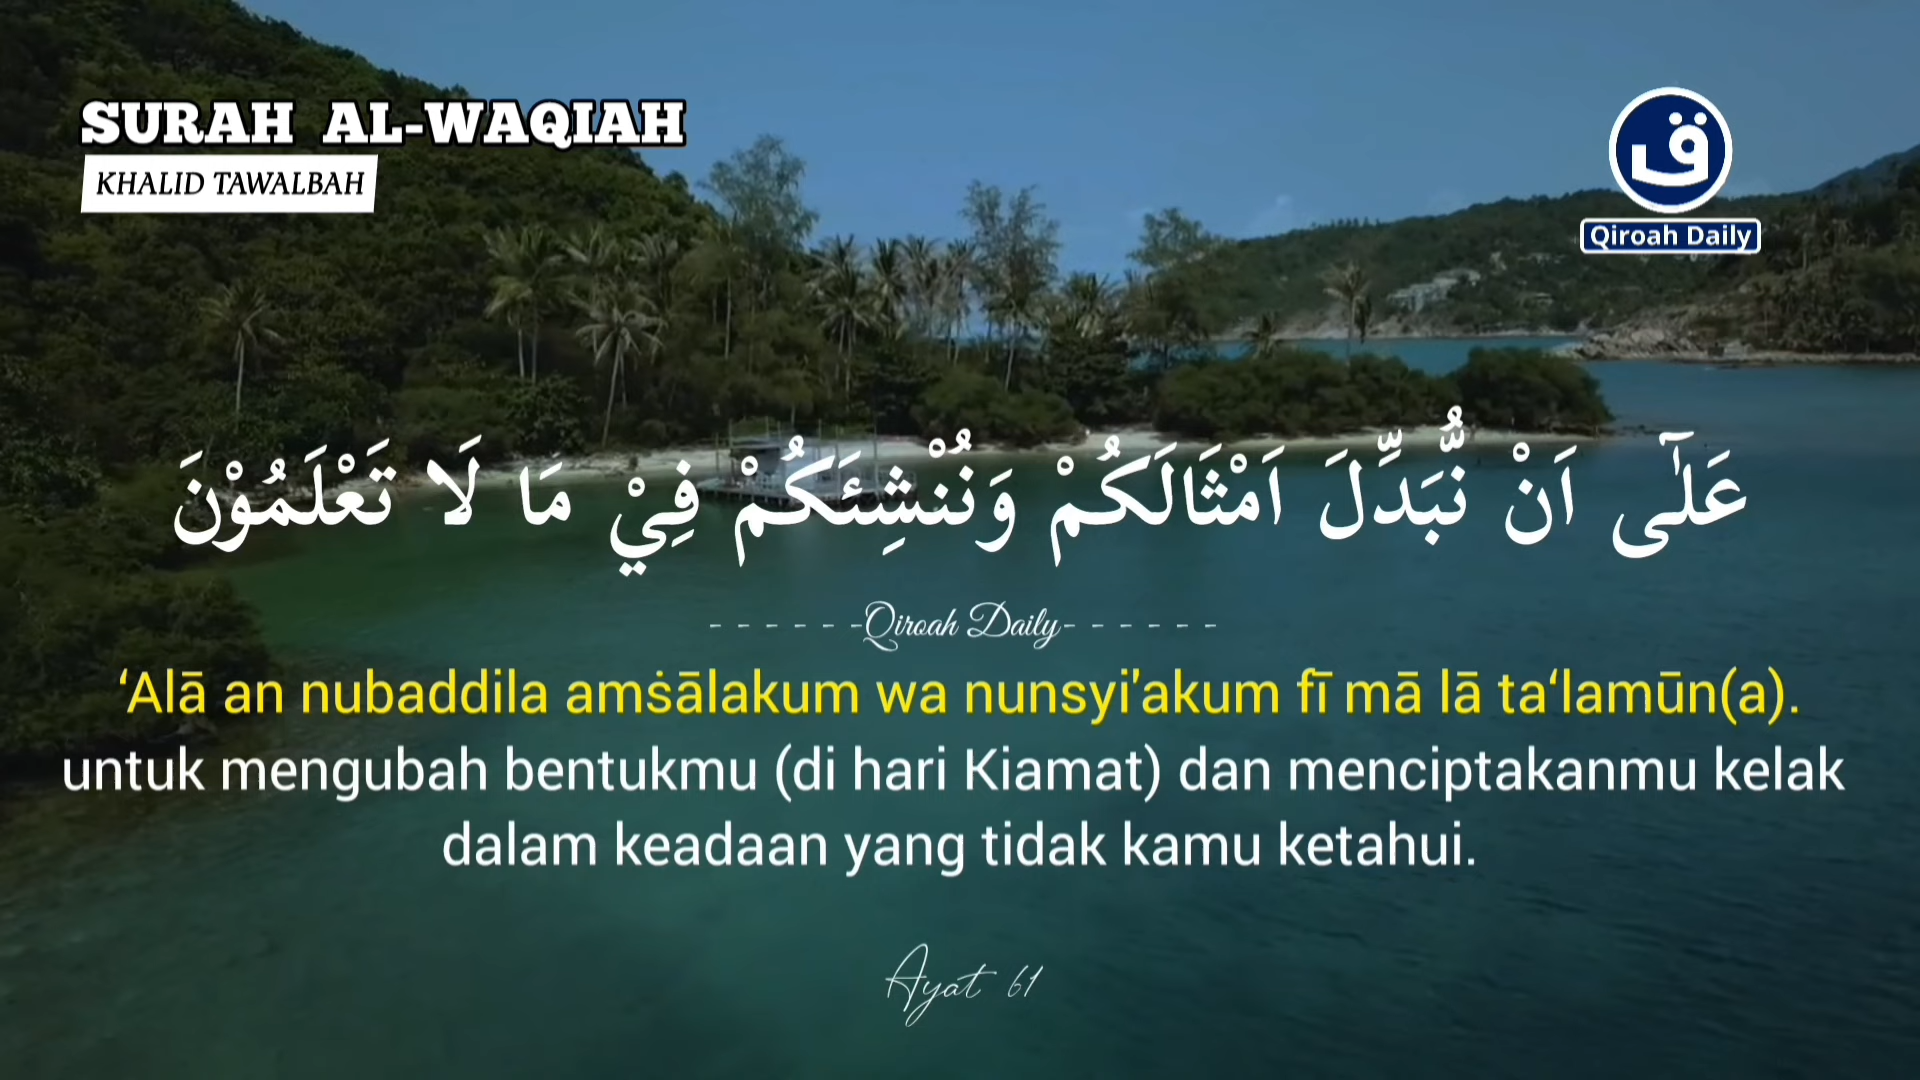 SURAH AL-WAQIAH
KHALID TAWALBAH
ق
Qiroah Daily
عَلٰٓى اَنْ نُّبَدِّلَ اَمْثَالَكُمْ وَنُنْشِئَكُمْ فِيْ مَا لَا تَعْلَمُوْنَ
------Qiroah Daily------
‘Alā an nubaddila amṡālakum wa nunsyi'akum fī mā lā ta‘lamūn(a).
untuk mengubah bentukmu (di hari Kiamat) dan menciptakanmu kelak
dalam keadaan yang tidak kamu ketahui.
Ayat 61